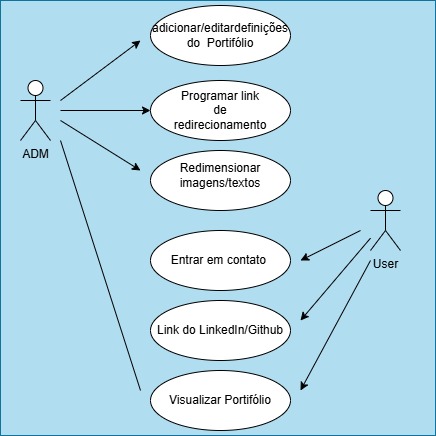 adicionar/editardefinições
do Portifólio
Programar link
de
redirecionamento
ADM
Redimensionar
imagens/textos
Entrar em contato
User
Link do LinkedIn/Github
Visualizar Portifólio